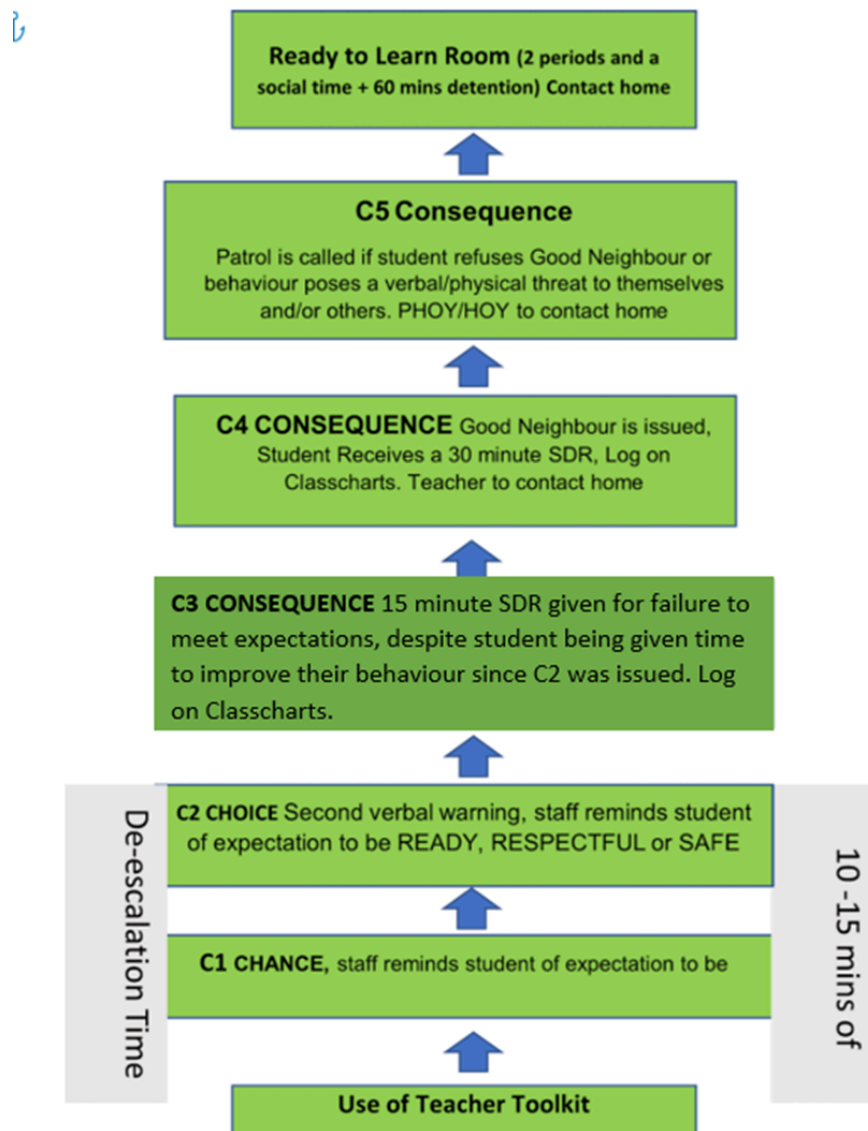 Ready to Learn Room (2 periods and a
social time + 60 mins detention) Contact home
C5 Consequence
Patrol is called if student refuses Good Neighbour or
behaviour poses a verbal/physical threat to themselves
and/or others. PHOY/HOY to contact home
C4 CONSEQUENCE Good Neighbour is issued,
Student Receives a 30 minute SDR, Log on
Classcharts. Teacher to contact home
C3 CONSEQUENCE 15 minute SDR given for failure to
meet expectations, despite student being given time
to improve their behaviour since C2 was issued. Log
on Classcharts.
De-escalation Time
C2 CHOICE Second verbal warning, staff reminds student
of expectation to be READY, RESPECTFUL or SAFE
10 -15 mins of
C1 CHANCE, staff reminds student of expectation to be
Use of Teacher Toolkit